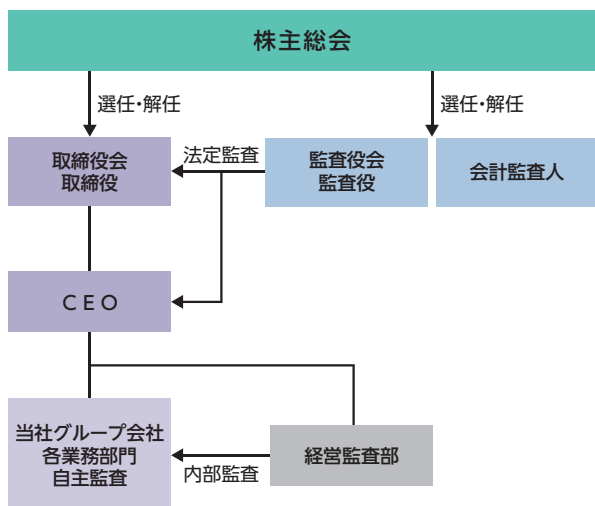 株主総会
選任・解任
選任・解任
取締役会
取締役
法定監査
監査役会
監査役
会計監査人
CEO
当社グループ会社
各業務部門
自主監査
内部監査
経営監査部